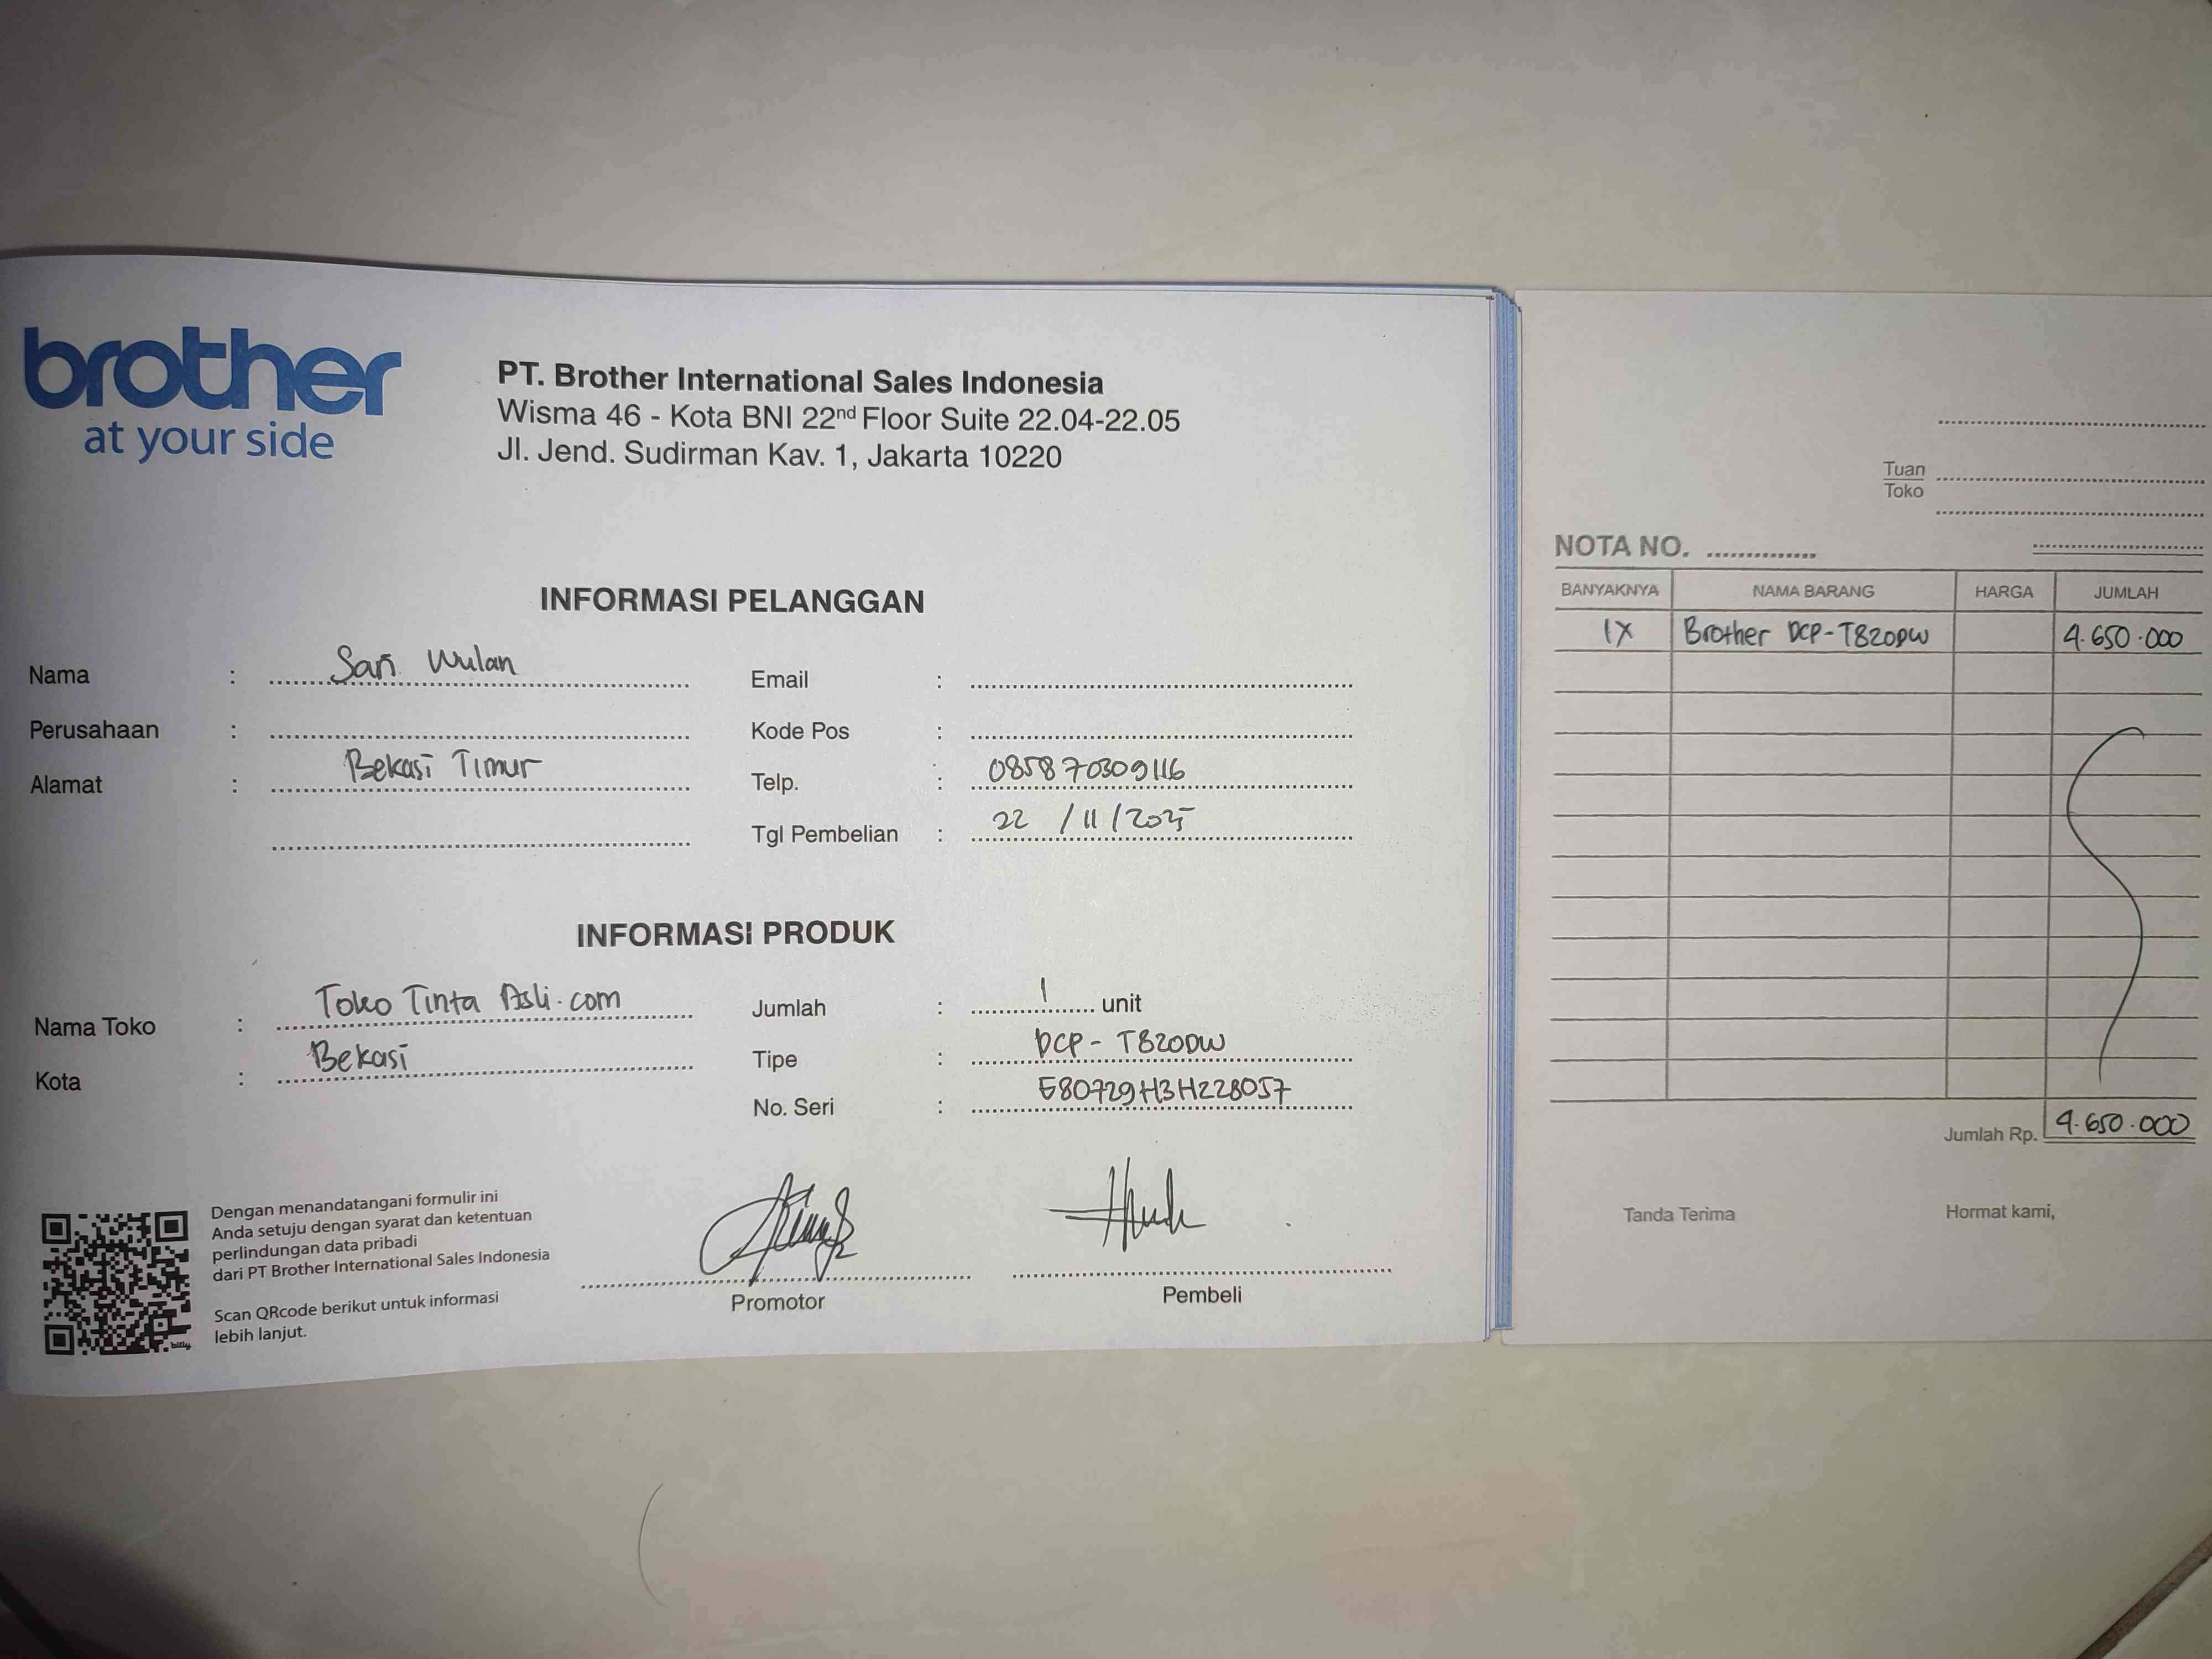 brother
at your side
PT. Brother International Sales Indonesia
Wisma 46 - Kota BNI 22nd Floor Suite 22.04-22.05
Jl. Jend. Sudirman Kav. 1, Jakarta 10220
INFORMASI PELANGGAN
Nama : Sari Wulan
Perusahaan :
Alamat : Bekasi Timur
Email :
Kode Pos :
Telp. : 085870309116
Tgl Pembelian : 22 / 11 / 2025
INFORMASI PRODUK
Nama Toko : Toko Tinta Asli.com
Kota : Bekasi
Jumlah : 1 unit
Tipe : DCP - T820DW
No. Seri : E80729H3H228057
Dengan menandatangani formulir ini
Anda setuju dengan syarat dan ketentuan
perlindungan data pribadi
dari PT Brother International Sales Indonesia
Scan QRcode berikut untuk informasi
lebih lanjut.
bitly
Promotor
Pembeli
Tuan
Toko
NOTA NO.
BANYAKNYA NAMA BARANG HARGA JUMLAH
1X Brother DCP-T820DW 4.650.000
Jumlah Rp. 4.650.000
Tanda Terima
Hormat kami,